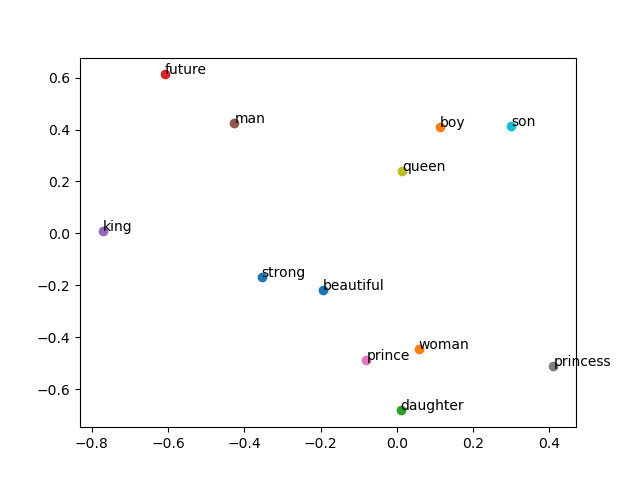 future
man
boy
son
queen
king
strong
beautiful
woman
prince
princess
daughter
0.6
0.4
0.2
0.0
−0.2
−0.4
−0.6
−0.8 −0.6 −0.4 −0.2 0.0 0.2 0.4